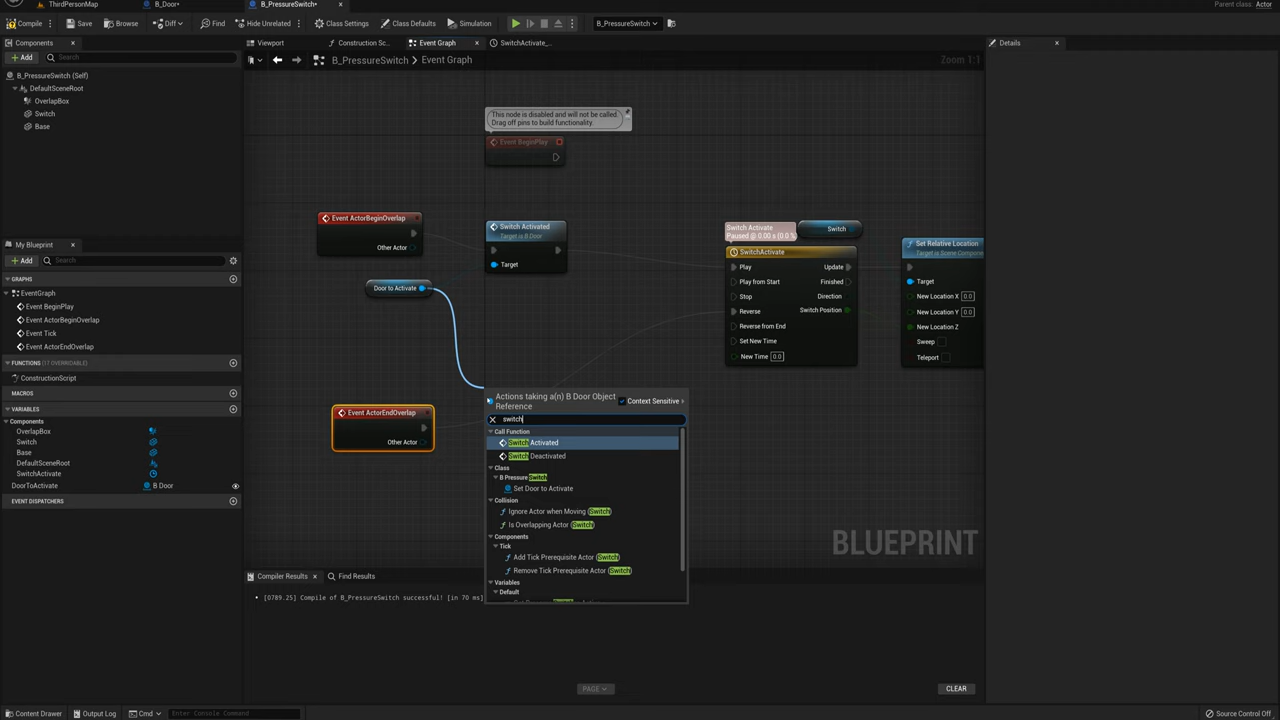 ThirdPersonMap
B_Door•
B_PressureSwitch•
Parent class: Actor
Compile
Save
Browse
Diff
Find
Hide Unrelated
Class Settings
Class Defaults
Simulation
B_PressureSwitch
Components
Viewport
Construction Sc...
Event Graph
SwitchActivate_...
Details
Add
Search
B_PressureSwitch > Event Graph
Zoom 1:1
B_PressureSwitch (Self)
DefaultSceneRoot
OverlapBox
Switch
Base
This node is disabled and will not be called.
Drag off pins to build functionality.
Event BeginPlay
Event ActorBeginOverlap
Other Actor
Switch Activated
Target is B Door
Target
Switch Activate
Paused @ 0.00 s (0.0 %)
Switch
SwitchActivate
Play
Update
Play from Start
Finished
Stop
Direction
Reverse
Switch Position
Reverse from End
Set New Time
New Time 0.0
Set Relative Location
Target is Scene Compone
Target
New Location X 0.0
New Location Y 0.0
New Location Z
Sweep
Teleport
Door to Activate
My Blueprint
Add
Search
GRAPHS
EventGraph
Event BeginPlay
Event ActorBeginOverlap
Event Tick
Event ActorEndOverlap
FUNCTIONS (17 OVERRIDABLE)
ConstructionScript
MACROS
VARIABLES
Components
OverlapBox
Switch
Base
DefaultSceneRoot
SwitchActivate
DoorToActivate
B Door
EVENT DISPATCHERS
Event ActorEndOverlap
Other Actor
Actions taking a(n) B Door Object
Reference
Context Sensitive
switch
Call Function
Switch Activated
Switch Deactivated
Class
B Pressure Switch
Set Door to Activate
Collision
Ignore Actor when Moving (Switch)
Is Overlapping Actor (Switch)
Components
Tick
Add Tick Prerequisite Actor (Switch)
Remove Tick Prerequisite Actor (Switch)
Variables
Default
BLUEPRINT
Compiler Results
Find Results
• [0789.25] Compile of B_PressureSwitch successful! [in 70 ms]
PAGE
CLEAR
Content Drawer
Output Log
Cmd
Enter Console Command
Source Control Off